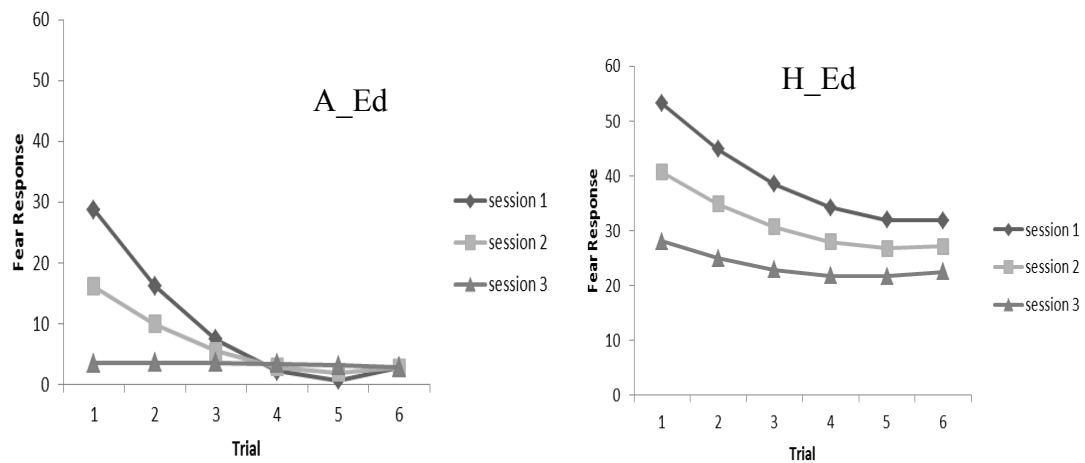 A_Ed
60
50
40
30
20
10
0
Fear Response
1 2 3 4 5 6
Trial
session 1
session 2
session 3
H_Ed
60
50
40
30
20
10
0
Fear Response
1 2 3 4 5 6
Trial
session 1
session 2
session 3